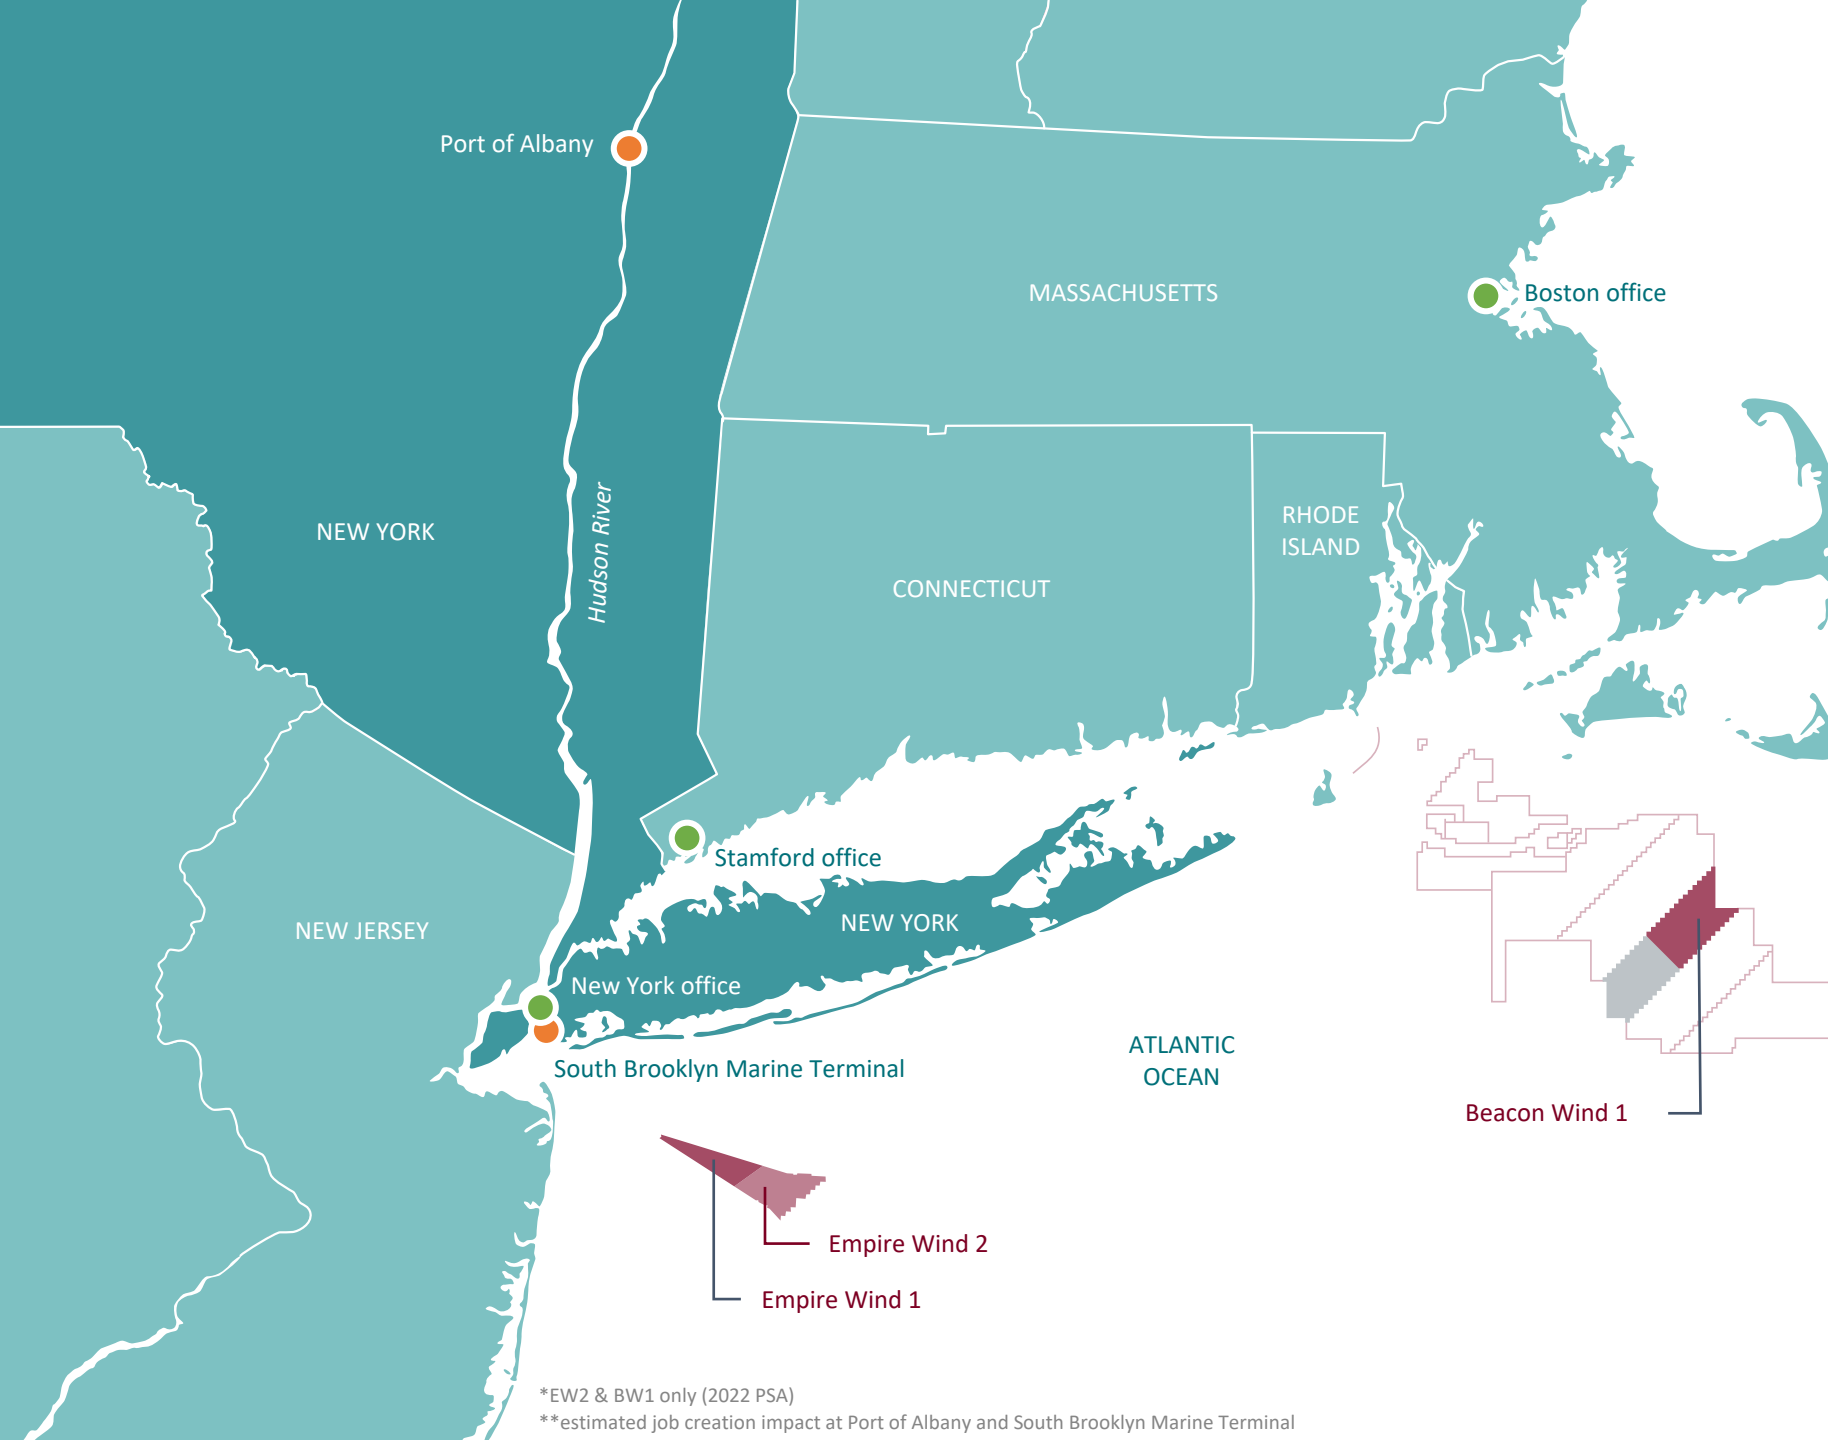 Port of Albany
MASSACHUSETTS
Boston office
NEW YORK
Hudson River
RHODE
ISLAND
CONNECTICUT
Stamford office
NEW YORK
NEW JERSEY
New York office
South Brooklyn Marine Terminal
ATLANTIC
OCEAN
Beacon Wind 1
Empire Wind 2
Empire Wind 1
*EW2 & BW1 only (2022 PSA)
**estimated job creation impact at Port of Albany and South Brooklyn Marine Terminal